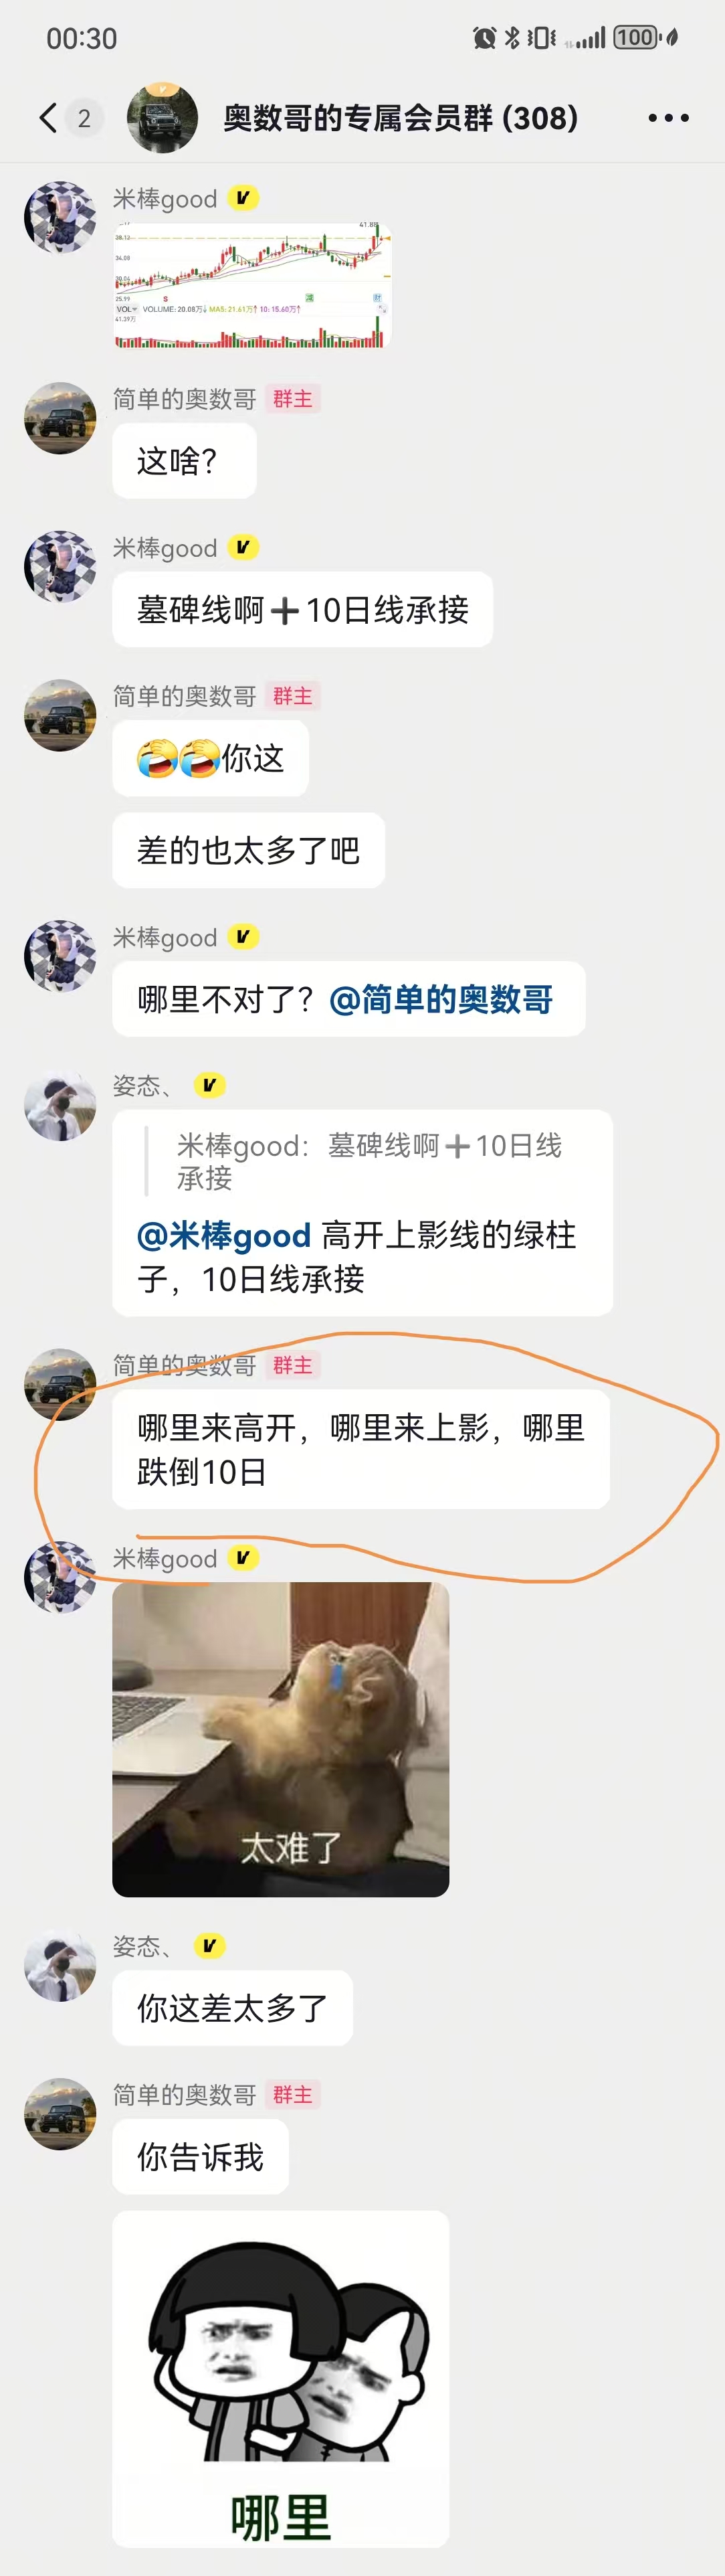 00:30
100
2
奥数哥的专属会员群 (308)
米棒good
41.88
38.12
34.08
30.04
25.99
S
减
财
VOL VOLUME:20.08万 MA5:21.61万 10:15.60万
41.39万
简单的奥数哥 群主
这啥?
米棒good
墓碑线啊➕10日线承接
简单的奥数哥 群主
🤣🤣你这
差的也太多了吧
米棒good
哪里不对了? @简单的奥数哥
姿态、
米棒good: 墓碑线啊➕10日线
承接
@米棒good 高开上影线的绿柱
子, 10日线承接
简单的奥数哥 群主
哪里来高开, 哪里来上影, 哪里
跌倒10日
米棒good
太难了
姿态、
你这差太多了
简单的奥数哥 群主
你告诉我
哪里